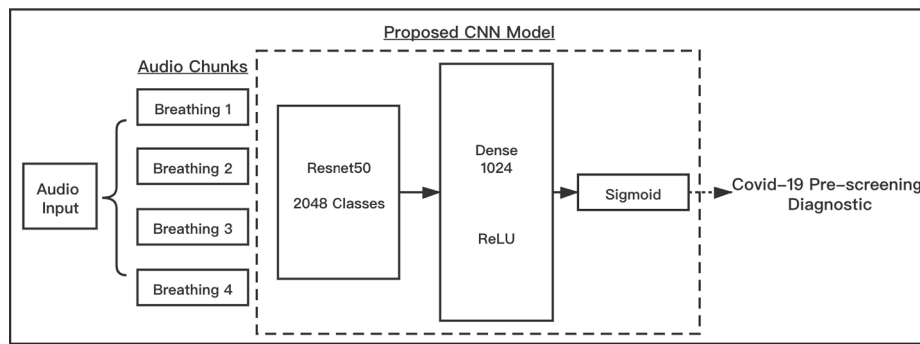 Proposed CNN Model
Audio Chunks
Breathing 1
Breathing 2
Breathing 3
Breathing 4
Audio
Input
Resnet50
2048 Classes
Dense
1024
ReLU
Sigmoid
Covid-19 Pre-screening
Diagnostic